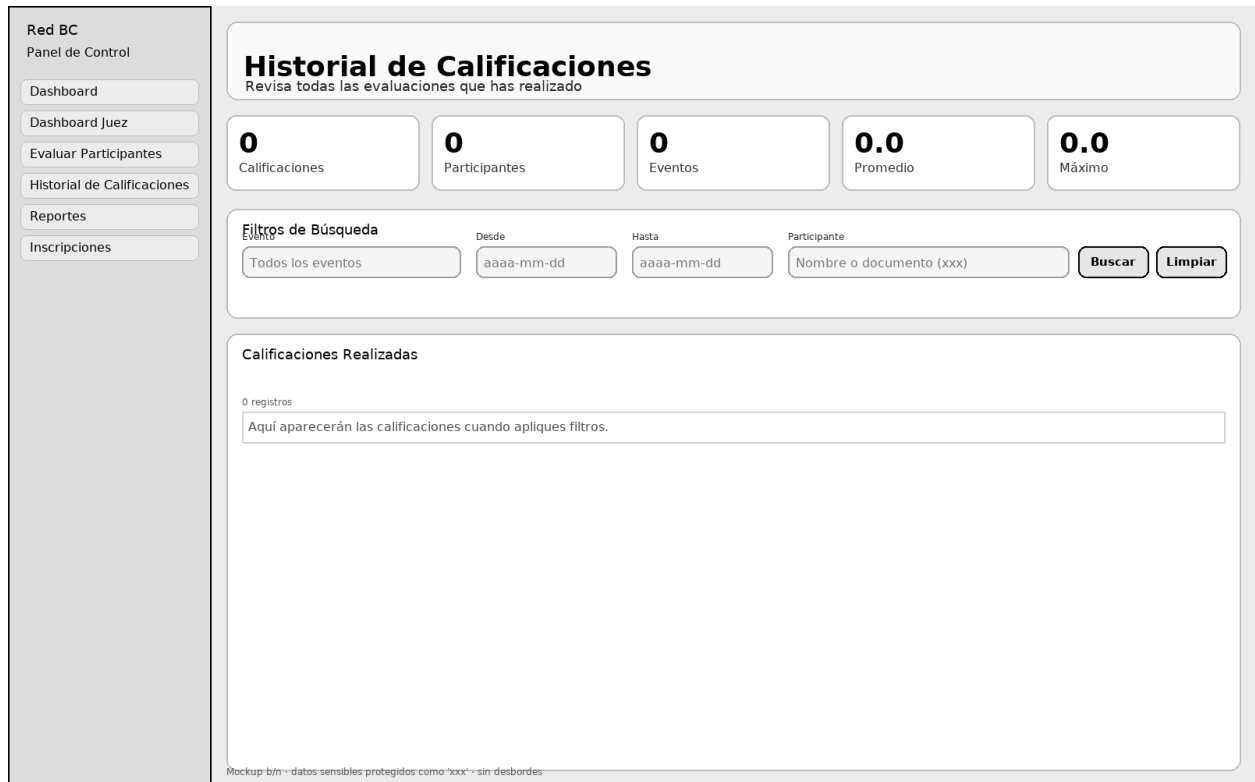 Red BC
Panel de Control
Dashboard
Dashboard Juez
Evaluar Participantes
Historial de Calificaciones
Reportes
Inscripciones
Historial de Calificaciones
Revisa todas las evaluaciones que has realizado
0 0 0 0.0 0.0
Calificaciones Participantes Eventos Promedio Máximo
Filtros de Búsqueda
Evento Desde Hasta Participante
Todos los eventos aaaa-mm-dd aaaa-mm-dd Nombre o documento (xxx) Buscar Limpiar
Calificaciones Realizadas
0 registros
Aquí aparecerán las calificaciones cuando apliques filtros.
Mockup b/n · datos sensibles protegidos como 'xxx' · sin desbordes